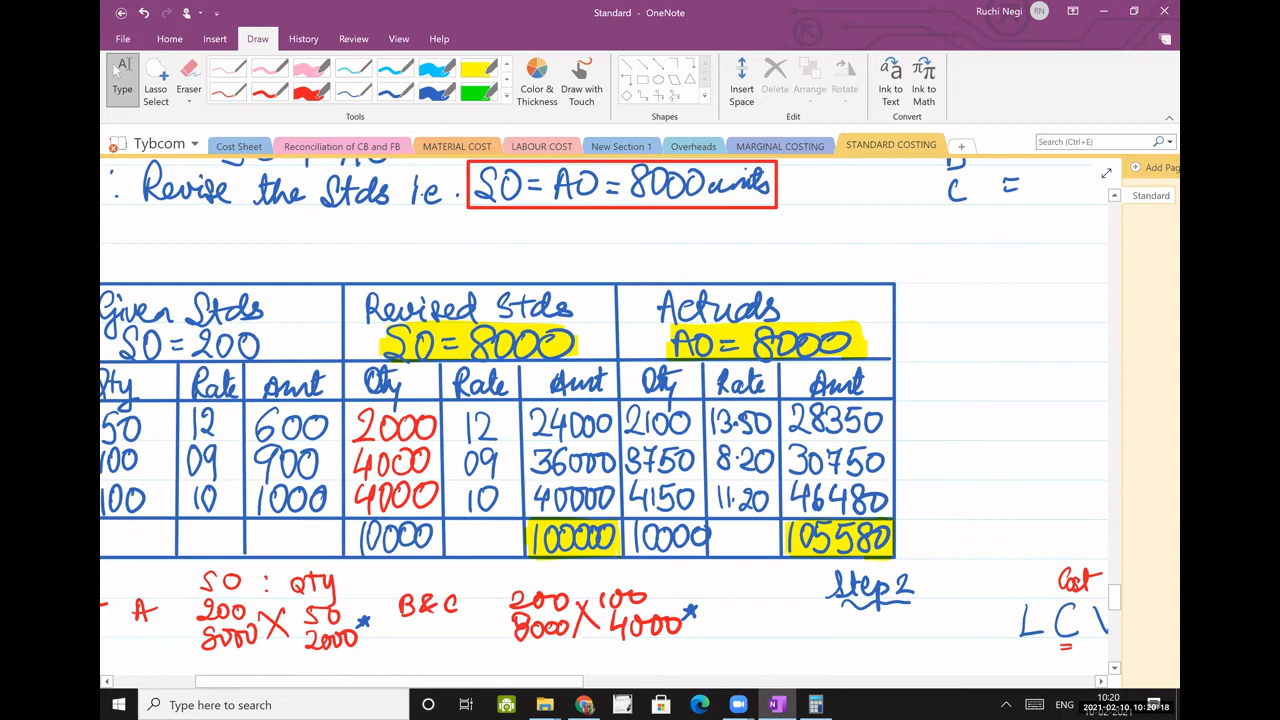 Standard - OneNote
Ruchi Negi RN
File Home Insert Draw History Review View Help
Type Lasso Select Eraser Color & Thickness Draw with Touch Insert Space Delete Arrange Rotate Ink to Text Ink to Math
Tools Shapes Edit Convert
Tybcom Cost Sheet Reconciliation of CB and FB MATERIAL COST LABOUR COST New Section 1 Overheads MARGINAL COSTING STANDARD COSTING Search (Ctrl+E)
Add Pag
Standard
∴ Revise the Stds i.e. SO = AO = 8000 units
C =
Given Stds Revised Stds Actuals
SO = 200 SO = 8000 AO = 8000
Qty Rate Amt Qty Rate Amt Qty Rate Amt
50 12 600 2000 12 24000 2100 13.50 28350
100 09 900 4000 09 36000 3750 8.20 30750
100 10 1000 4000 10 40000 4150 11.20 46480
10000 100000 10000 105580
SO : Qty
A 200 50
8000 2000*
B & C 200 100
8000 4000*
Step 2
Cost
L C V
Type here to search
ENG
10:20
2021-02-10 10:20:18